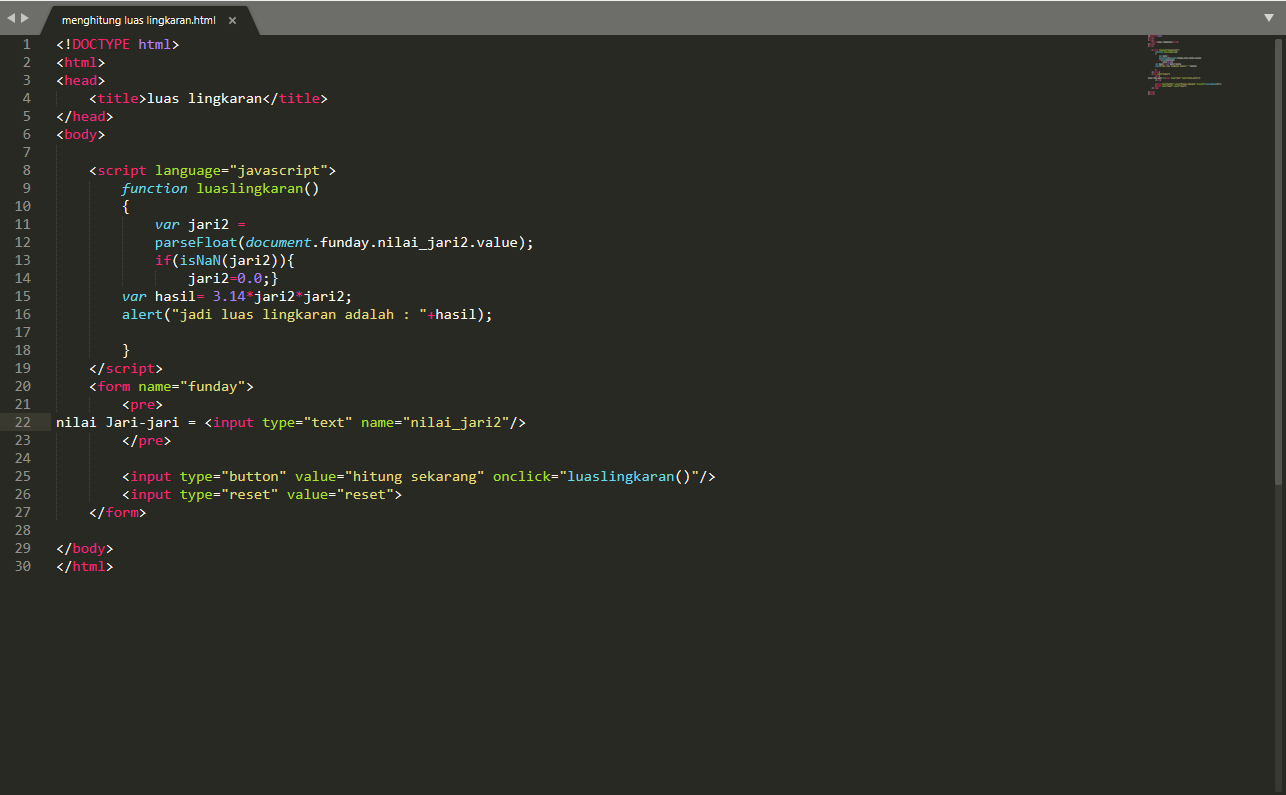 menghitung luas lingkaran.html ×
1 <!DOCTYPE html>
2 <html>
3 <head>
4 <title>luas lingkaran</title>
5 </head>
6 <body>
7
8 <script language="javascript">
9 function luaslingkaran()
10 {
11 var jari2 =
12 parseFloat(document.funday.nilai_jari2.value);
13 if(isNaN(jari2)){
14 jari2=0.0;}
15 var hasil= 3.14*jari2*jari2;
16 alert("jadi luas lingkaran adalah : "+hasil);
17
18 }
19 </script>
20 <form name="funday">
21 <pre>
22 nilai Jari-jari = <input type="text" name="nilai_jari2"/>
23 </pre>
24
25 <input type="button" value="hitung sekarang" onclick="luaslingkaran()"/>
26 <input type="reset" value="reset">
27 </form>
28
29 </body>
30 </html>